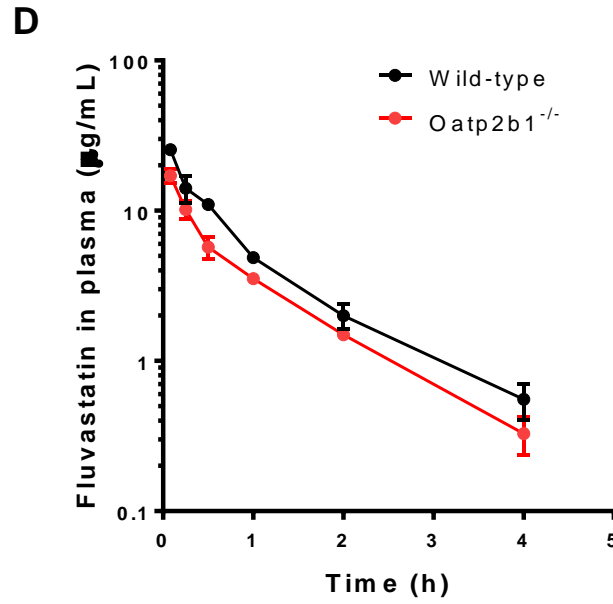 D
Fluvastatin in plasma (μg/mL)
100
10
1
0.1
Wild-type
Oatp2b1-/-
0 1 2 3 4 5
Time (h)